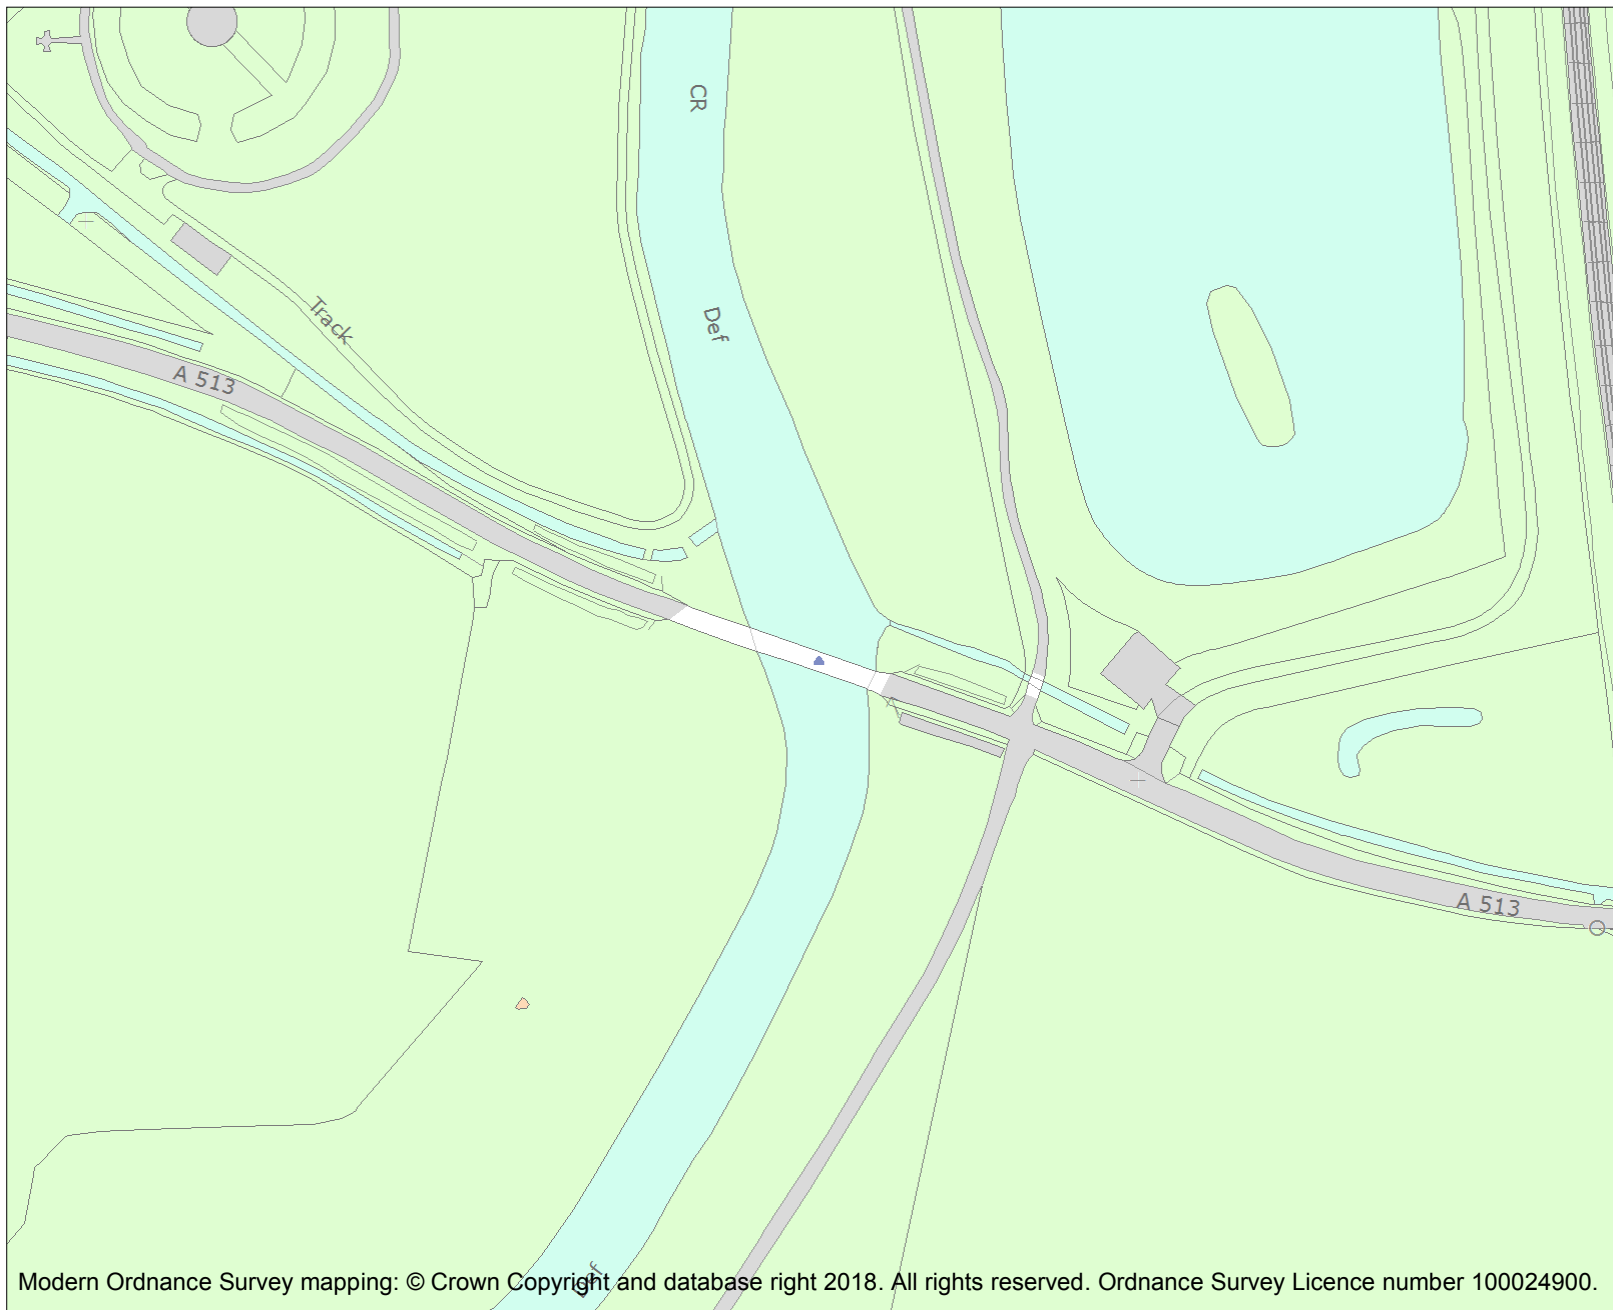 CR
Def
Track
A 513
A 513
Def
Modern Ordnance Survey mapping: © Crown Copyright and database right 2018. All rights reserved. Ordnance Survey Licence number 100024900.